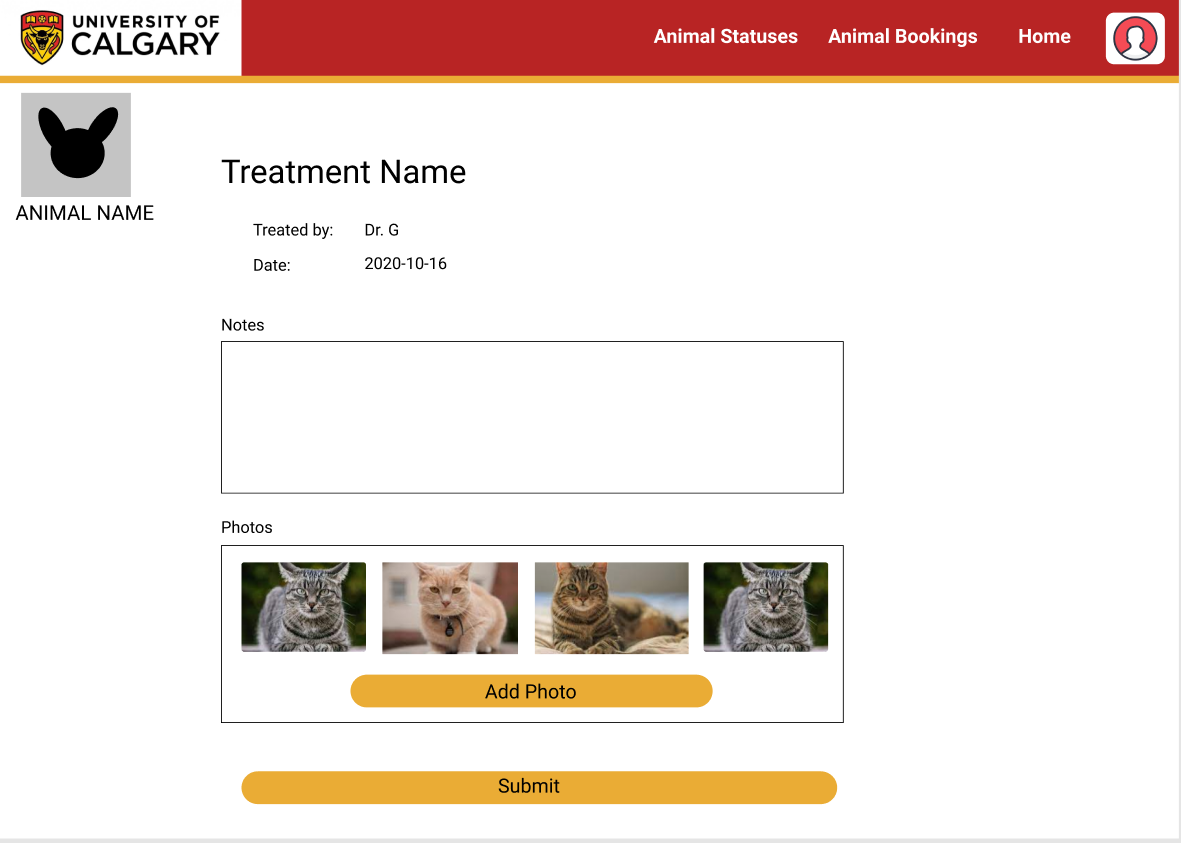 UNIVERSITY OF
CALGARY
Animal Statuses
Animal Bookings
Home
ANIMAL NAME
Treatment Name
Treated by: Dr. G
Date: 2020-10-16
Notes
Photos
Add Photo
Submit